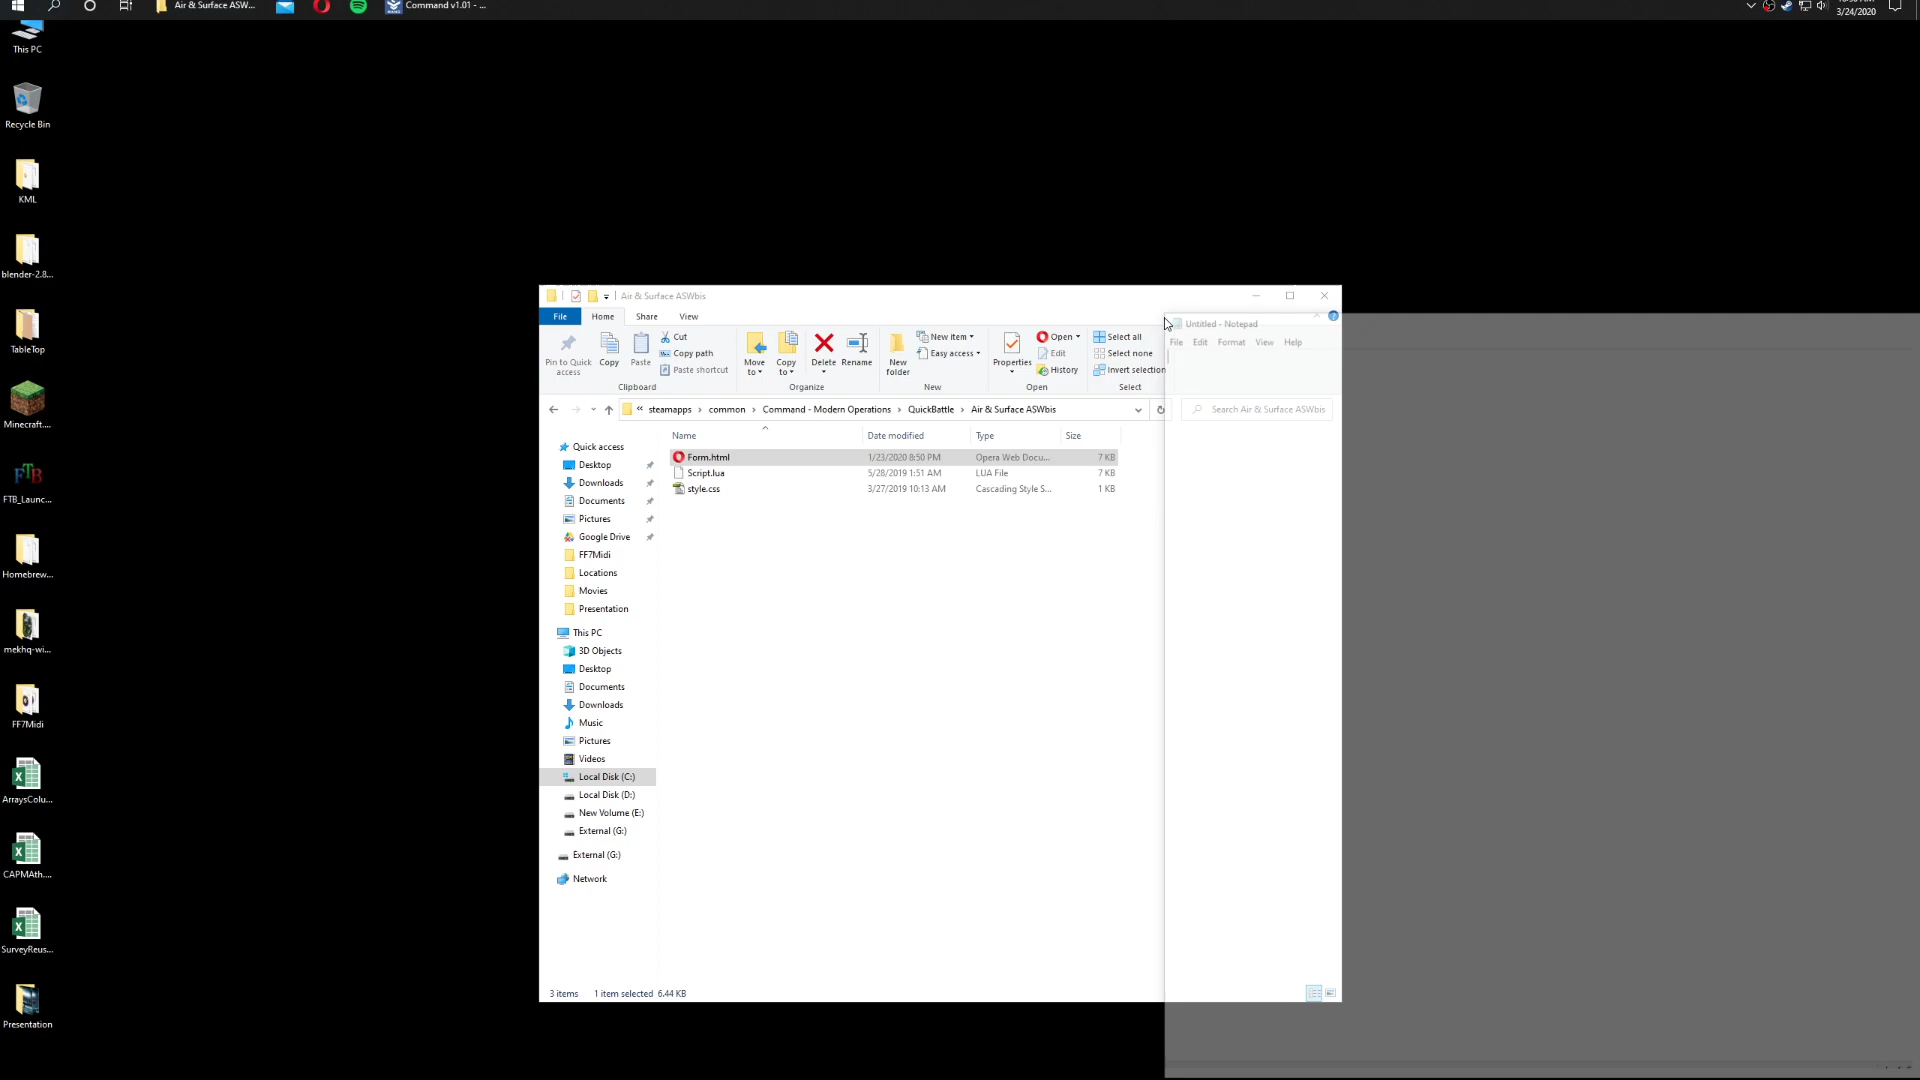 Air & Surface ASW...
Command v1.01 - ...
3/24/2020
This PC
Recycle Bin
KML
blender-2.8...
TableTop
Minecraft....
FTB_Launc...
Homebrew...
mekhq-wi...
FF7Midi
ArraysColu...
CAPMAth....
SurveyReus...
Presentation
Air & Surface ASWbis
File
Home
Share
View
Pin to Quick
access
Copy
Paste
Cut
Copy path
Paste shortcut
Clipboard
Move
to
Copy
to
Delete
Rename
Organize
New
folder
New item
Easy access
New
Properties
Open
Edit
History
Open
Select all
Select none
Invert selection
Select
Untitled - Notepad
File
Edit
Format
View
Help
« steamapps > common > Command - Modern Operations > QuickBattle > Air & Surface ASWbis
Search Air & Surface ASWbis
Name
Date modified
Type
Size
Form.html
1/23/2020 8:50 PM
Opera Web Docu...
7 KB
Script.lua
5/28/2019 1:51 AM
LUA File
7 KB
style.css
3/27/2019 10:13 AM
Cascading Style S...
1 KB
Quick access
Desktop
Downloads
Documents
Pictures
Google Drive
FF7Midi
Locations
Movies
Presentation
This PC
3D Objects
Desktop
Documents
Downloads
Music
Pictures
Videos
Local Disk (C:)
Local Disk (D:)
New Volume (E:)
External (G:)
External (G:)
Network
3 items
1 item selected 6.44 KB